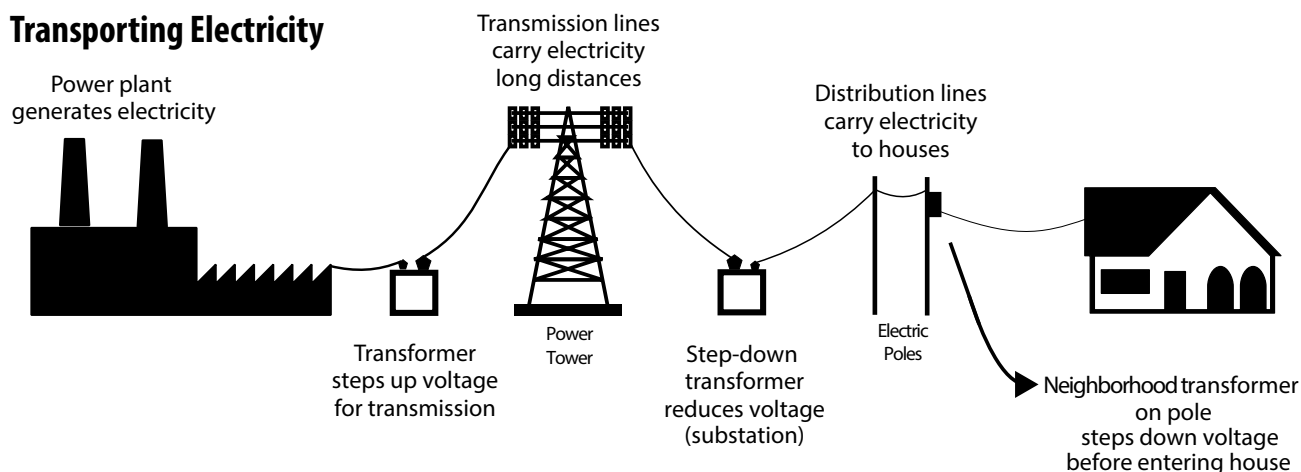 Transporting Electricity
Power plant
generates electricity
Transmission lines
carry electricity
long distances
Distribution lines
carry electricity
to houses
Transformer
steps up voltage
for transmission
Power
Tower
Step-down
transformer
reduces voltage
(substation)
Electric
Poles
Neighborhood transformer
on pole
steps down voltage
before entering house